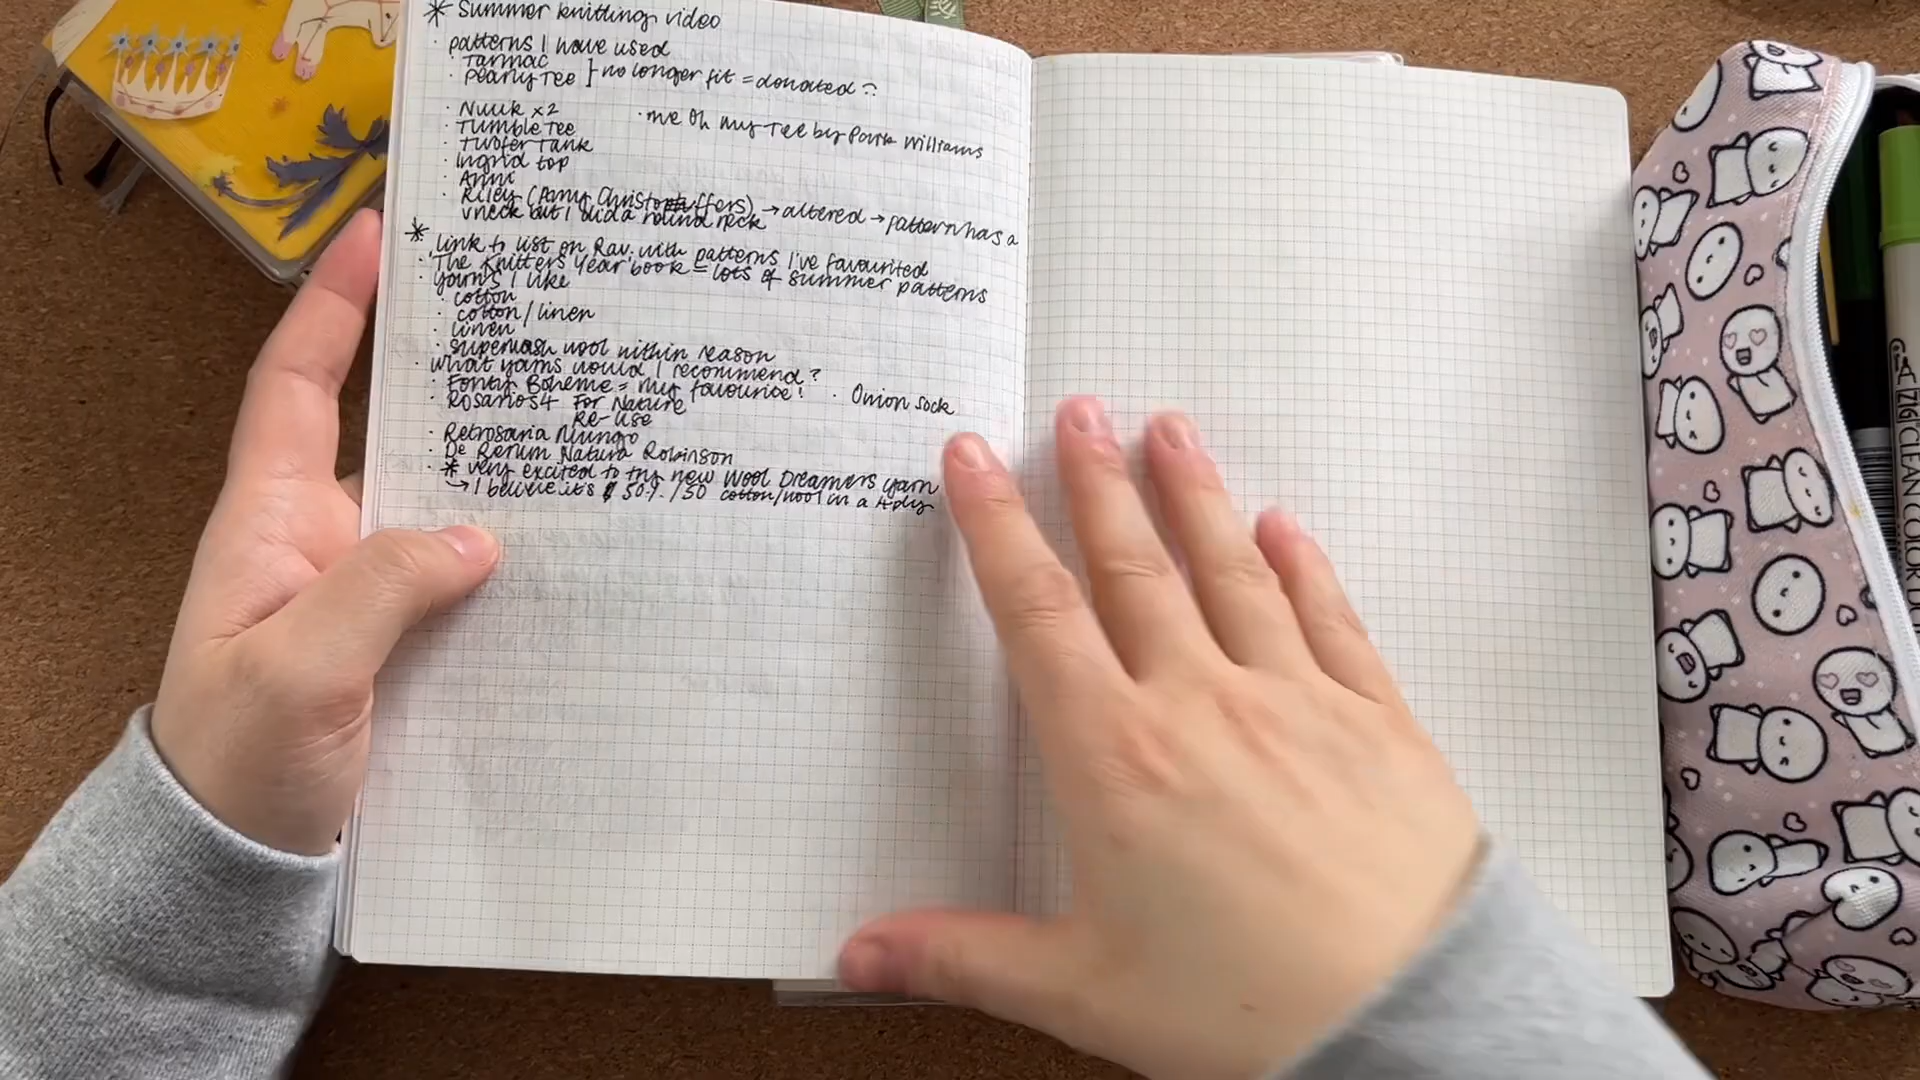 * Summer knitting video
· patterns I have used
· Tarmac
· Pearly Tee } no longer fit = donated?
· Nuuk x2
· me oh my Tee by Park Williams
· Tumble Tee
· Twofer Tank
· Ingrid top
· Anni
· Riley (Amy Christoffers) → altered → pattern has a
vneck but I did a round neck
* link to list on Rav. with patterns I've favourited
· The Knitters Year book = lots of summer patterns
· yarns I like
· cotton
· cotton/linen
· linen
· superwash wool within reason
· what yarns would I recommend?
· Fonty Boheme = my favourite! · Onion sock
· Rosarios4 For Nature
Re-Use
· Retrosaria Mungo
· De Rerum Natura Robinson
· * very excited to try new Wool Dreamers yarn
↳ I believe it's 50%/50 cotton/wool in a 4ply
CLEAN COLOR